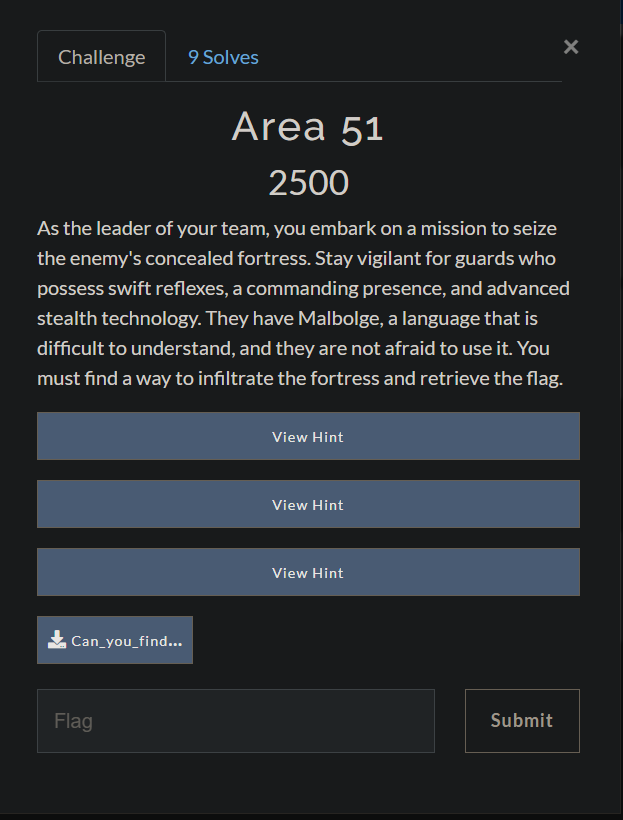 Challenge
9 Solves
×
Area 51
2500
As the leader of your team, you embark on a mission to seize
the enemy's concealed fortress. Stay vigilant for guards who
possess swift reflexes, a commanding presence, and advanced
stealth technology. They have Malbolge, a language that is
difficult to understand, and they are not afraid to use it. You
must find a way to infiltrate the fortress and retrieve the flag.
View Hint
View Hint
View Hint
Can_you_find...
Flag
Submit